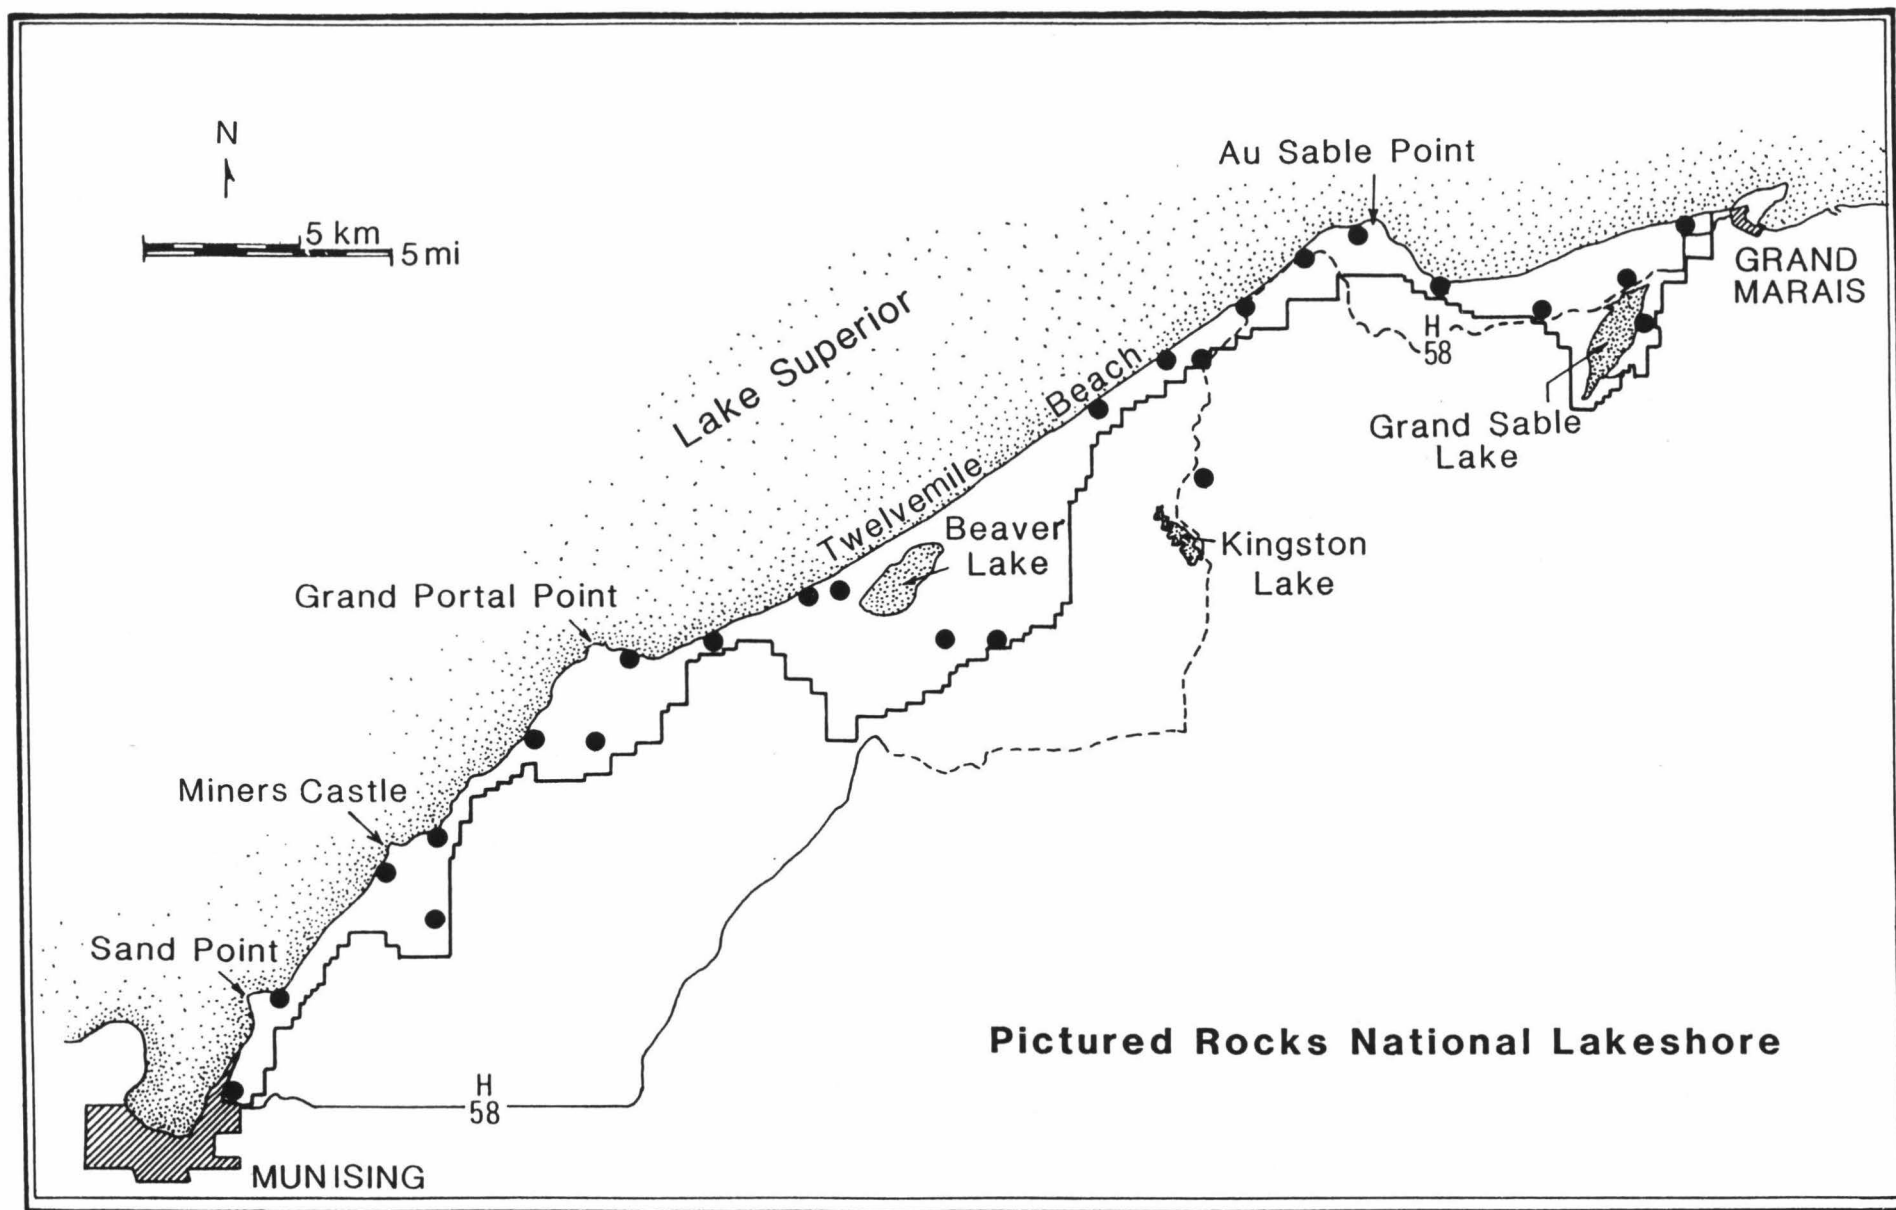 N
5 km
5 mi
Au Sable Point
GRAND
MARAIS
H
58
Grand Sable
Lake
Lake Superior
Twelvemile Beach
Beaver
Lake
Kingston
Lake
Grand Portal Point
Miners Castle
Sand Point
Pictured Rocks National Lakeshore
H
58
MUNISING